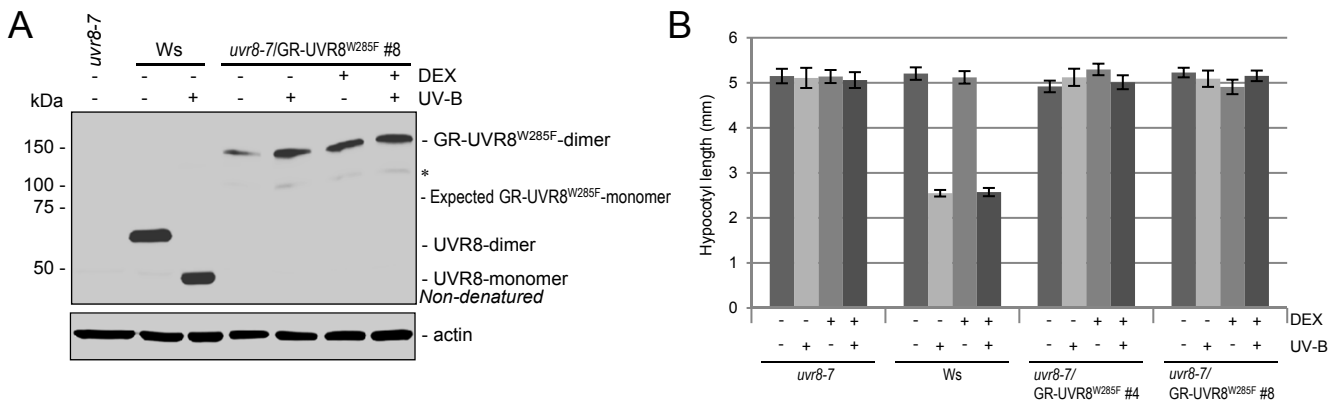 A
uvr8-7
Ws
uvr8-7/GR-UVR8W285F #8
- - - - - + + DEX
kDa - - + - + - + UV-B
150 -
100 -
75 -
50 -
- GR-UVR8W285F-dimer
*
- Expected GR-UVR8W285F-monomer
- UVR8-dimer
- UVR8-monomer
Non-denatured
- actin
B
Hypocotyl length (mm)
6
5
4
3
2
1
0
- - + + - - + + - - + + - - + + DEX
- + - + - + - + - + - + - + - + UV-B
uvr8-7
Ws
uvr8-7/
GR-UVR8W285F #4
uvr8-7/
GR-UVR8W285F #8